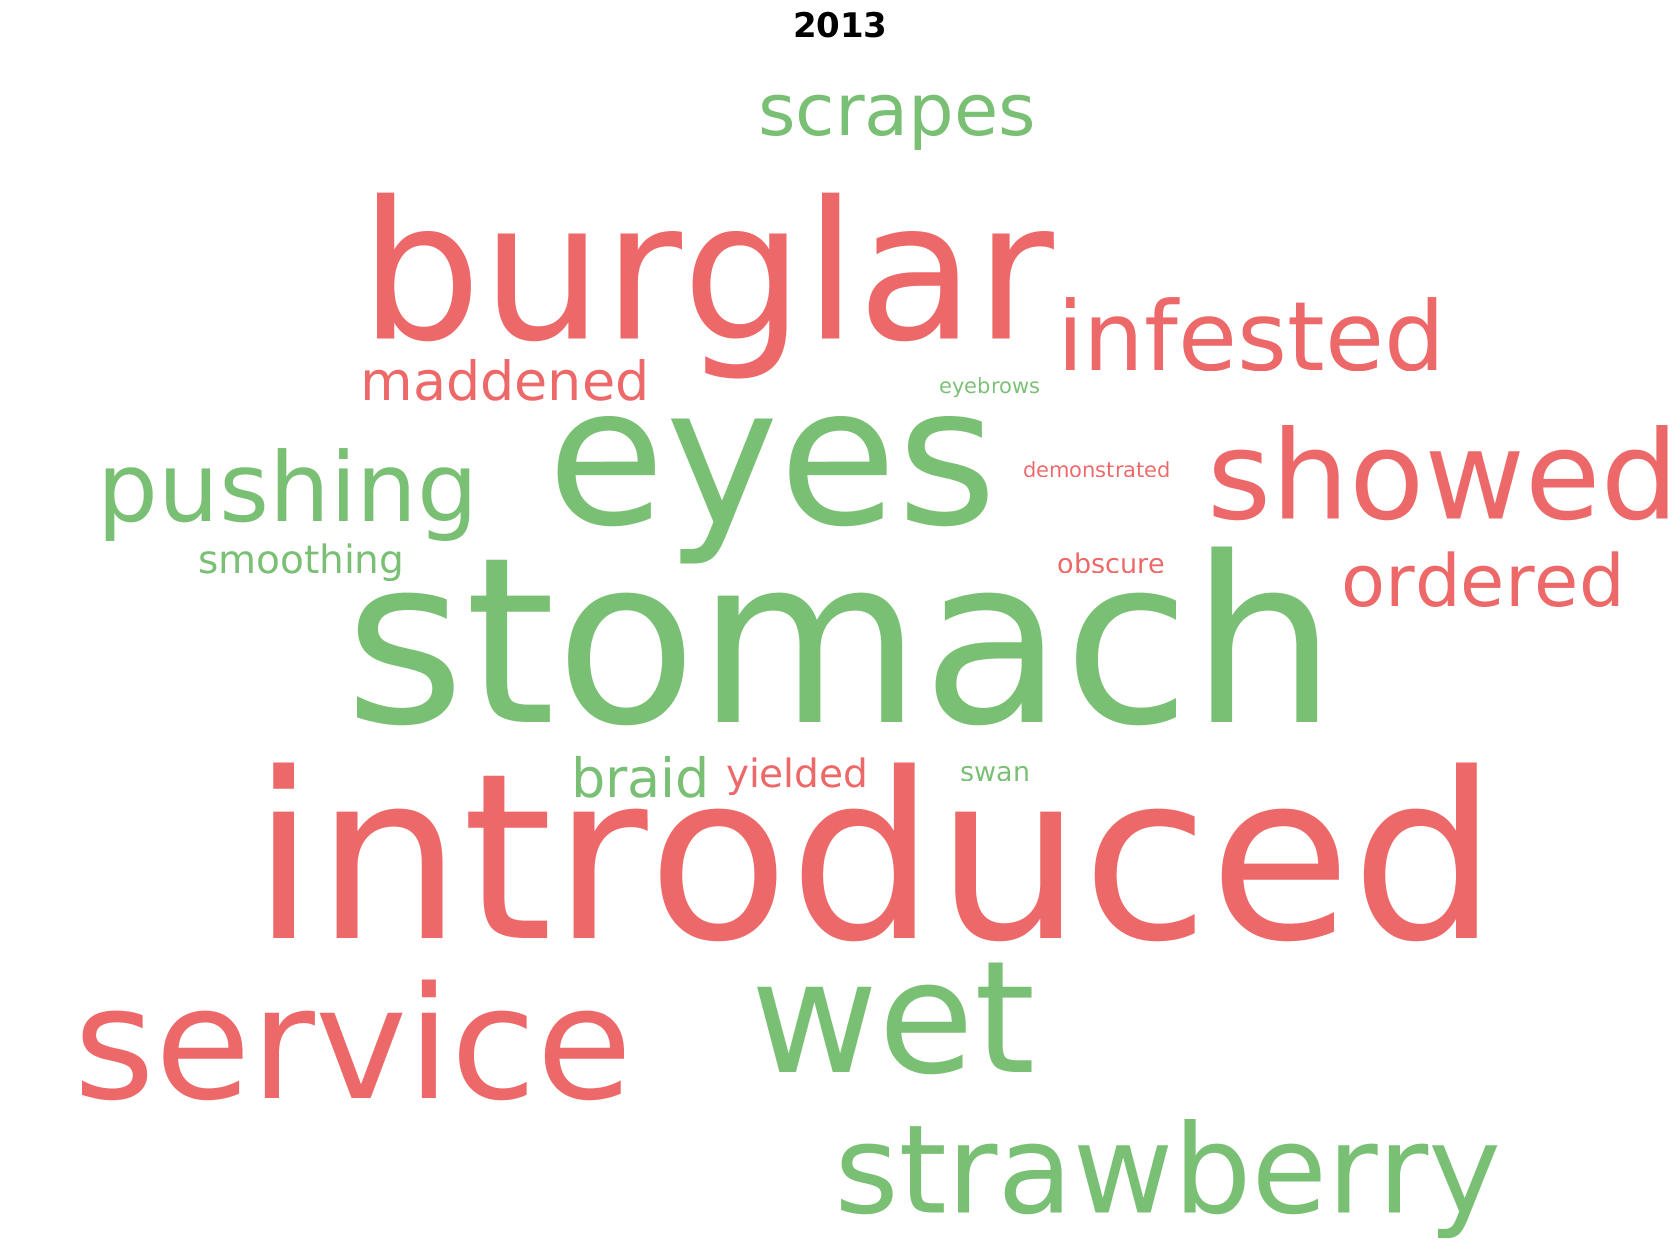 2013
scrapes
burglar
infested
maddened
eyebrows
eyes
showed
pushing
demonstrated
smoothing
obscure
ordered
stomach
braid yielded swan
introduced
service
wet
strawberry